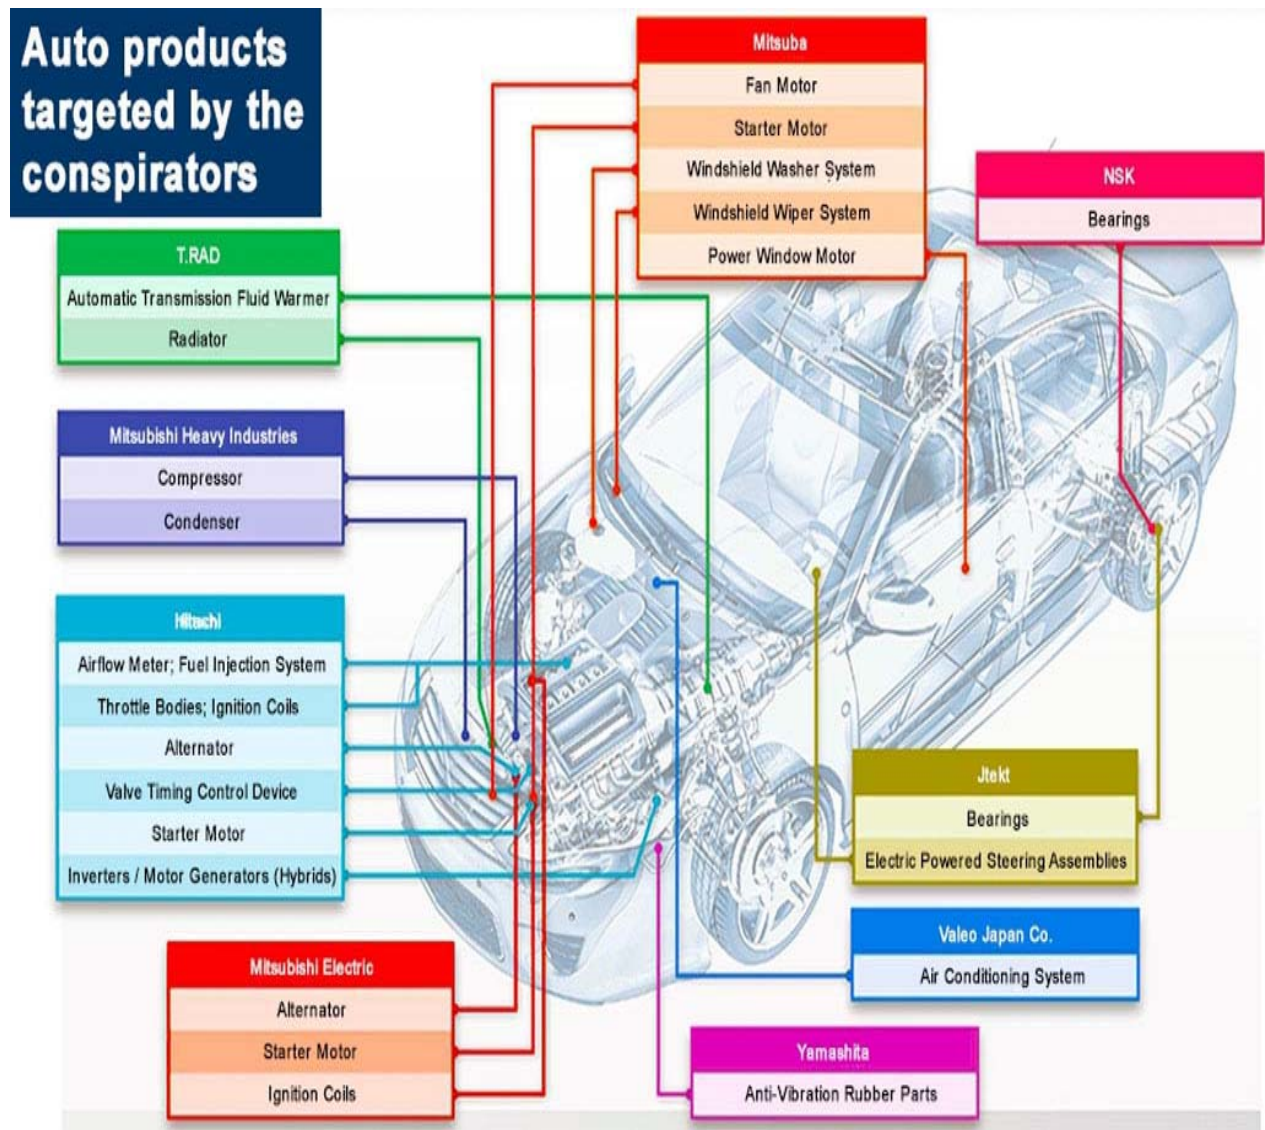 Auto products
targeted by the
conspirators
Mitsuba
Fan Motor
Starter Motor
Windshield Washer System
Windshield Wiper System
Power Window Motor
NSK
Bearings
T.RAD
Automatic Transmission Fluid Warmer
Radiator
Mitsubishi Heavy Industries
Compressor
Condenser
Hitachi
Airflow Meter; Fuel Injection System
Throttle Bodies; Ignition Coils
Alternator
Valve Timing Control Device
Starter Motor
Inverters / Motor Generators (Hybrids)
Jtekt
Bearings
Electric Powered Steering Assemblies
Valeo Japan Co.
Air Conditioning System
Mitsubishi Electric
Alternator
Starter Motor
Ignition Coils
Yamashita
Anti-Vibration Rubber Parts